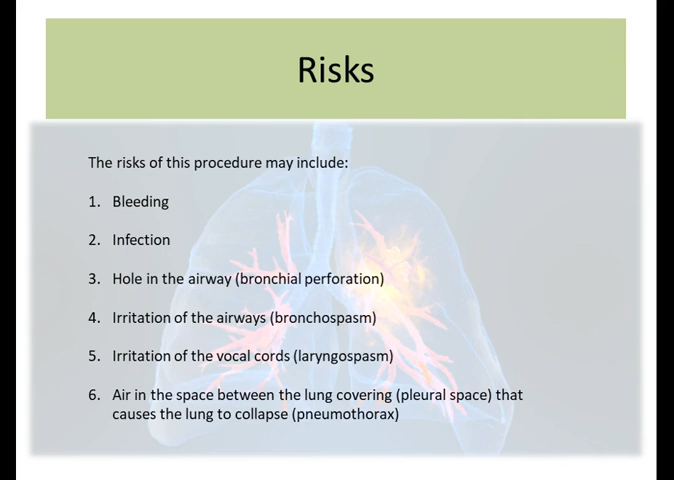 Risks
The risks of this procedure may include:
1. Bleeding
2. Infection
3. Hole in the airway (bronchial perforation)
4. Irritation of the airways (bronchospasm)
5. Irritation of the vocal cords (laryngospasm)
6. Air in the space between the lung covering (pleural space) that
causes the lung to collapse (pneumothorax)